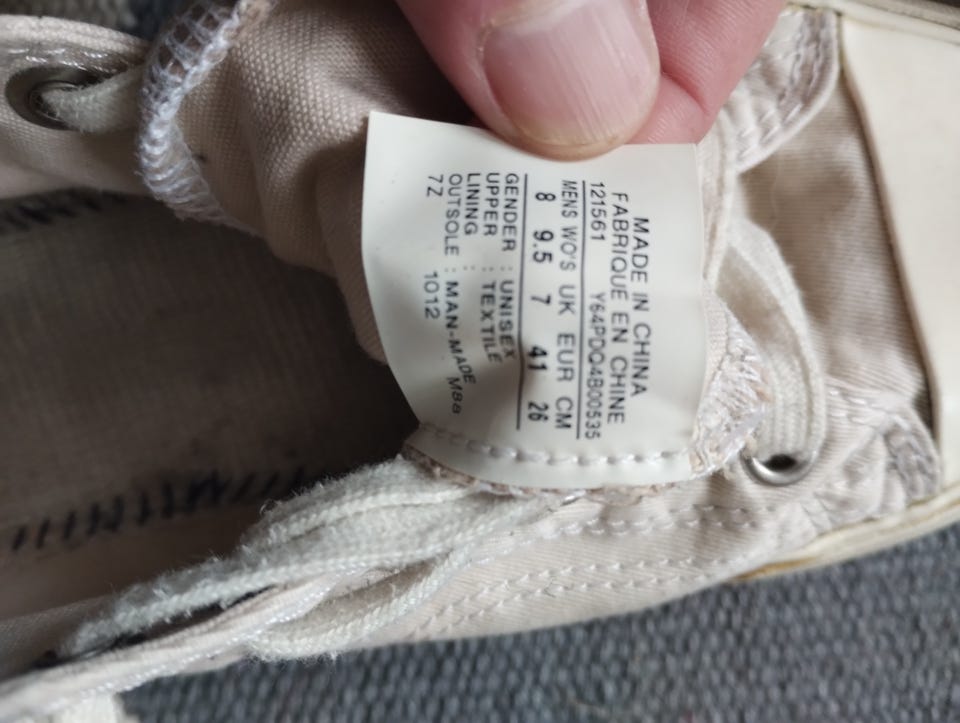 MADE IN CHINA
FABRIQUÉ EN CHINE
121561 Y64PDQ4B00535
MENS WO'S UK EUR CM
8 9.5 7 41 26
GENDER : UNISEX
UPPER : TEXTILE
LINING :
OUTSOLE : MAN-MADE
7Z 1012 M88